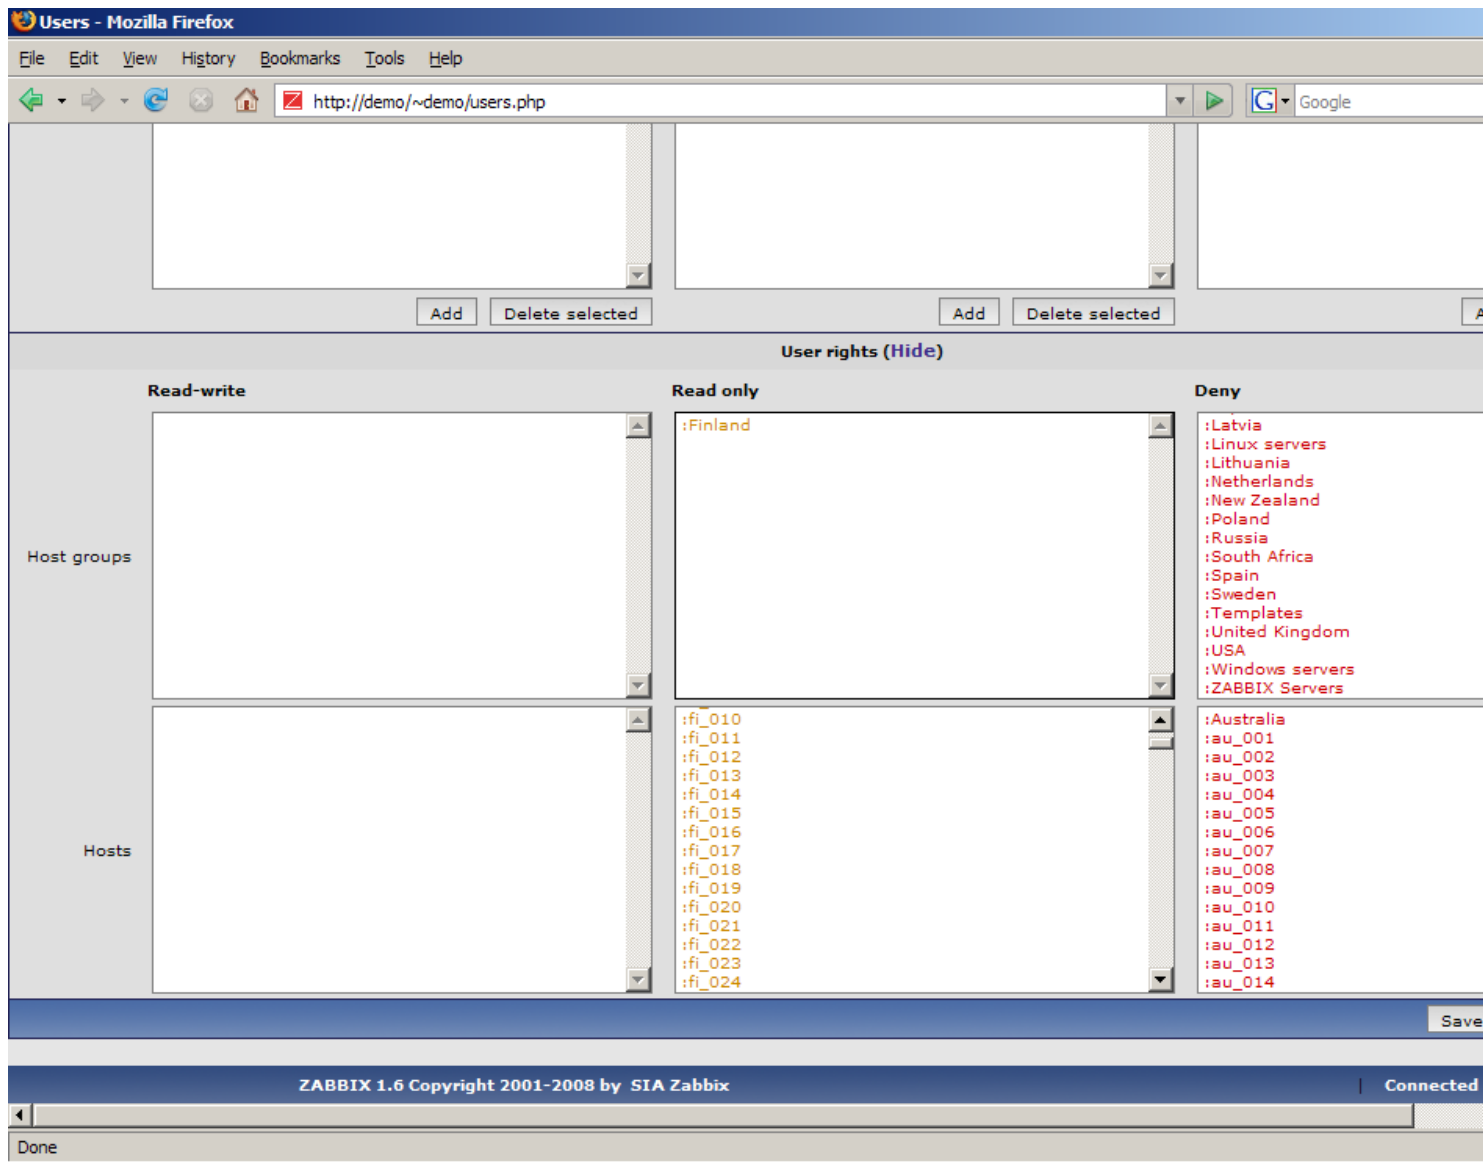 Users - Mozilla Firefox
File Edit View History Bookmarks Tools Help
http://demo/~demo/users.php G Google
Add Delete selected Add Delete selected
User rights (Hide)
Read-write Read only Deny
Host groups
:Finland
:Latvia
:Linux servers
:Lithuania
:Netherlands
:New Zealand
:Poland
:Russia
:South Africa
:Spain
:Sweden
:Templates
:United Kingdom
:USA
:Windows servers
:ZABBIX Servers
Hosts
:fi_010
:fi_011
:fi_012
:fi_013
:fi_014
:fi_015
:fi_016
:fi_017
:fi_018
:fi_019
:fi_020
:fi_021
:fi_022
:fi_023
:fi_024
:Australia
:au_001
:au_002
:au_003
:au_004
:au_005
:au_006
:au_007
:au_008
:au_009
:au_010
:au_011
:au_012
:au_013
:au_014
Save
ZABBIX 1.6 Copyright 2001-2008 by SIA Zabbix | Connected
Done